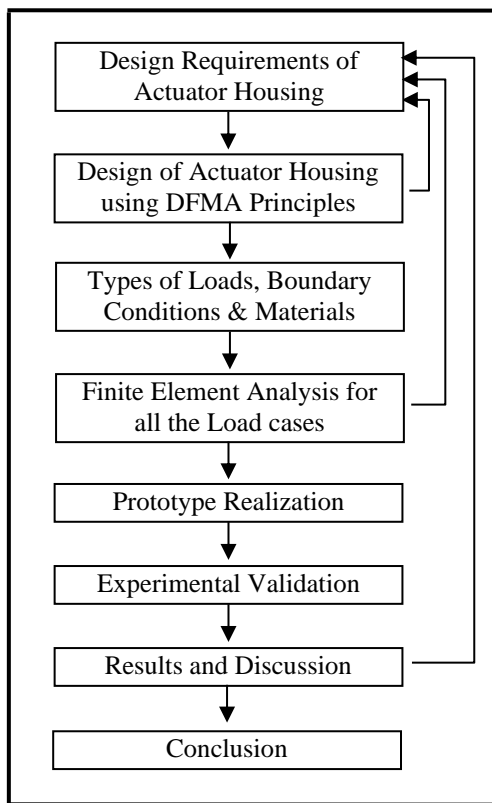 Design Requirements of
Actuator Housing
Design of Actuator Housing
using DFMA Principles
Types of Loads, Boundary
Conditions & Materials
Finite Element Analysis for
all the Load cases
Prototype Realization
Experimental Validation
Results and Discussion
Conclusion